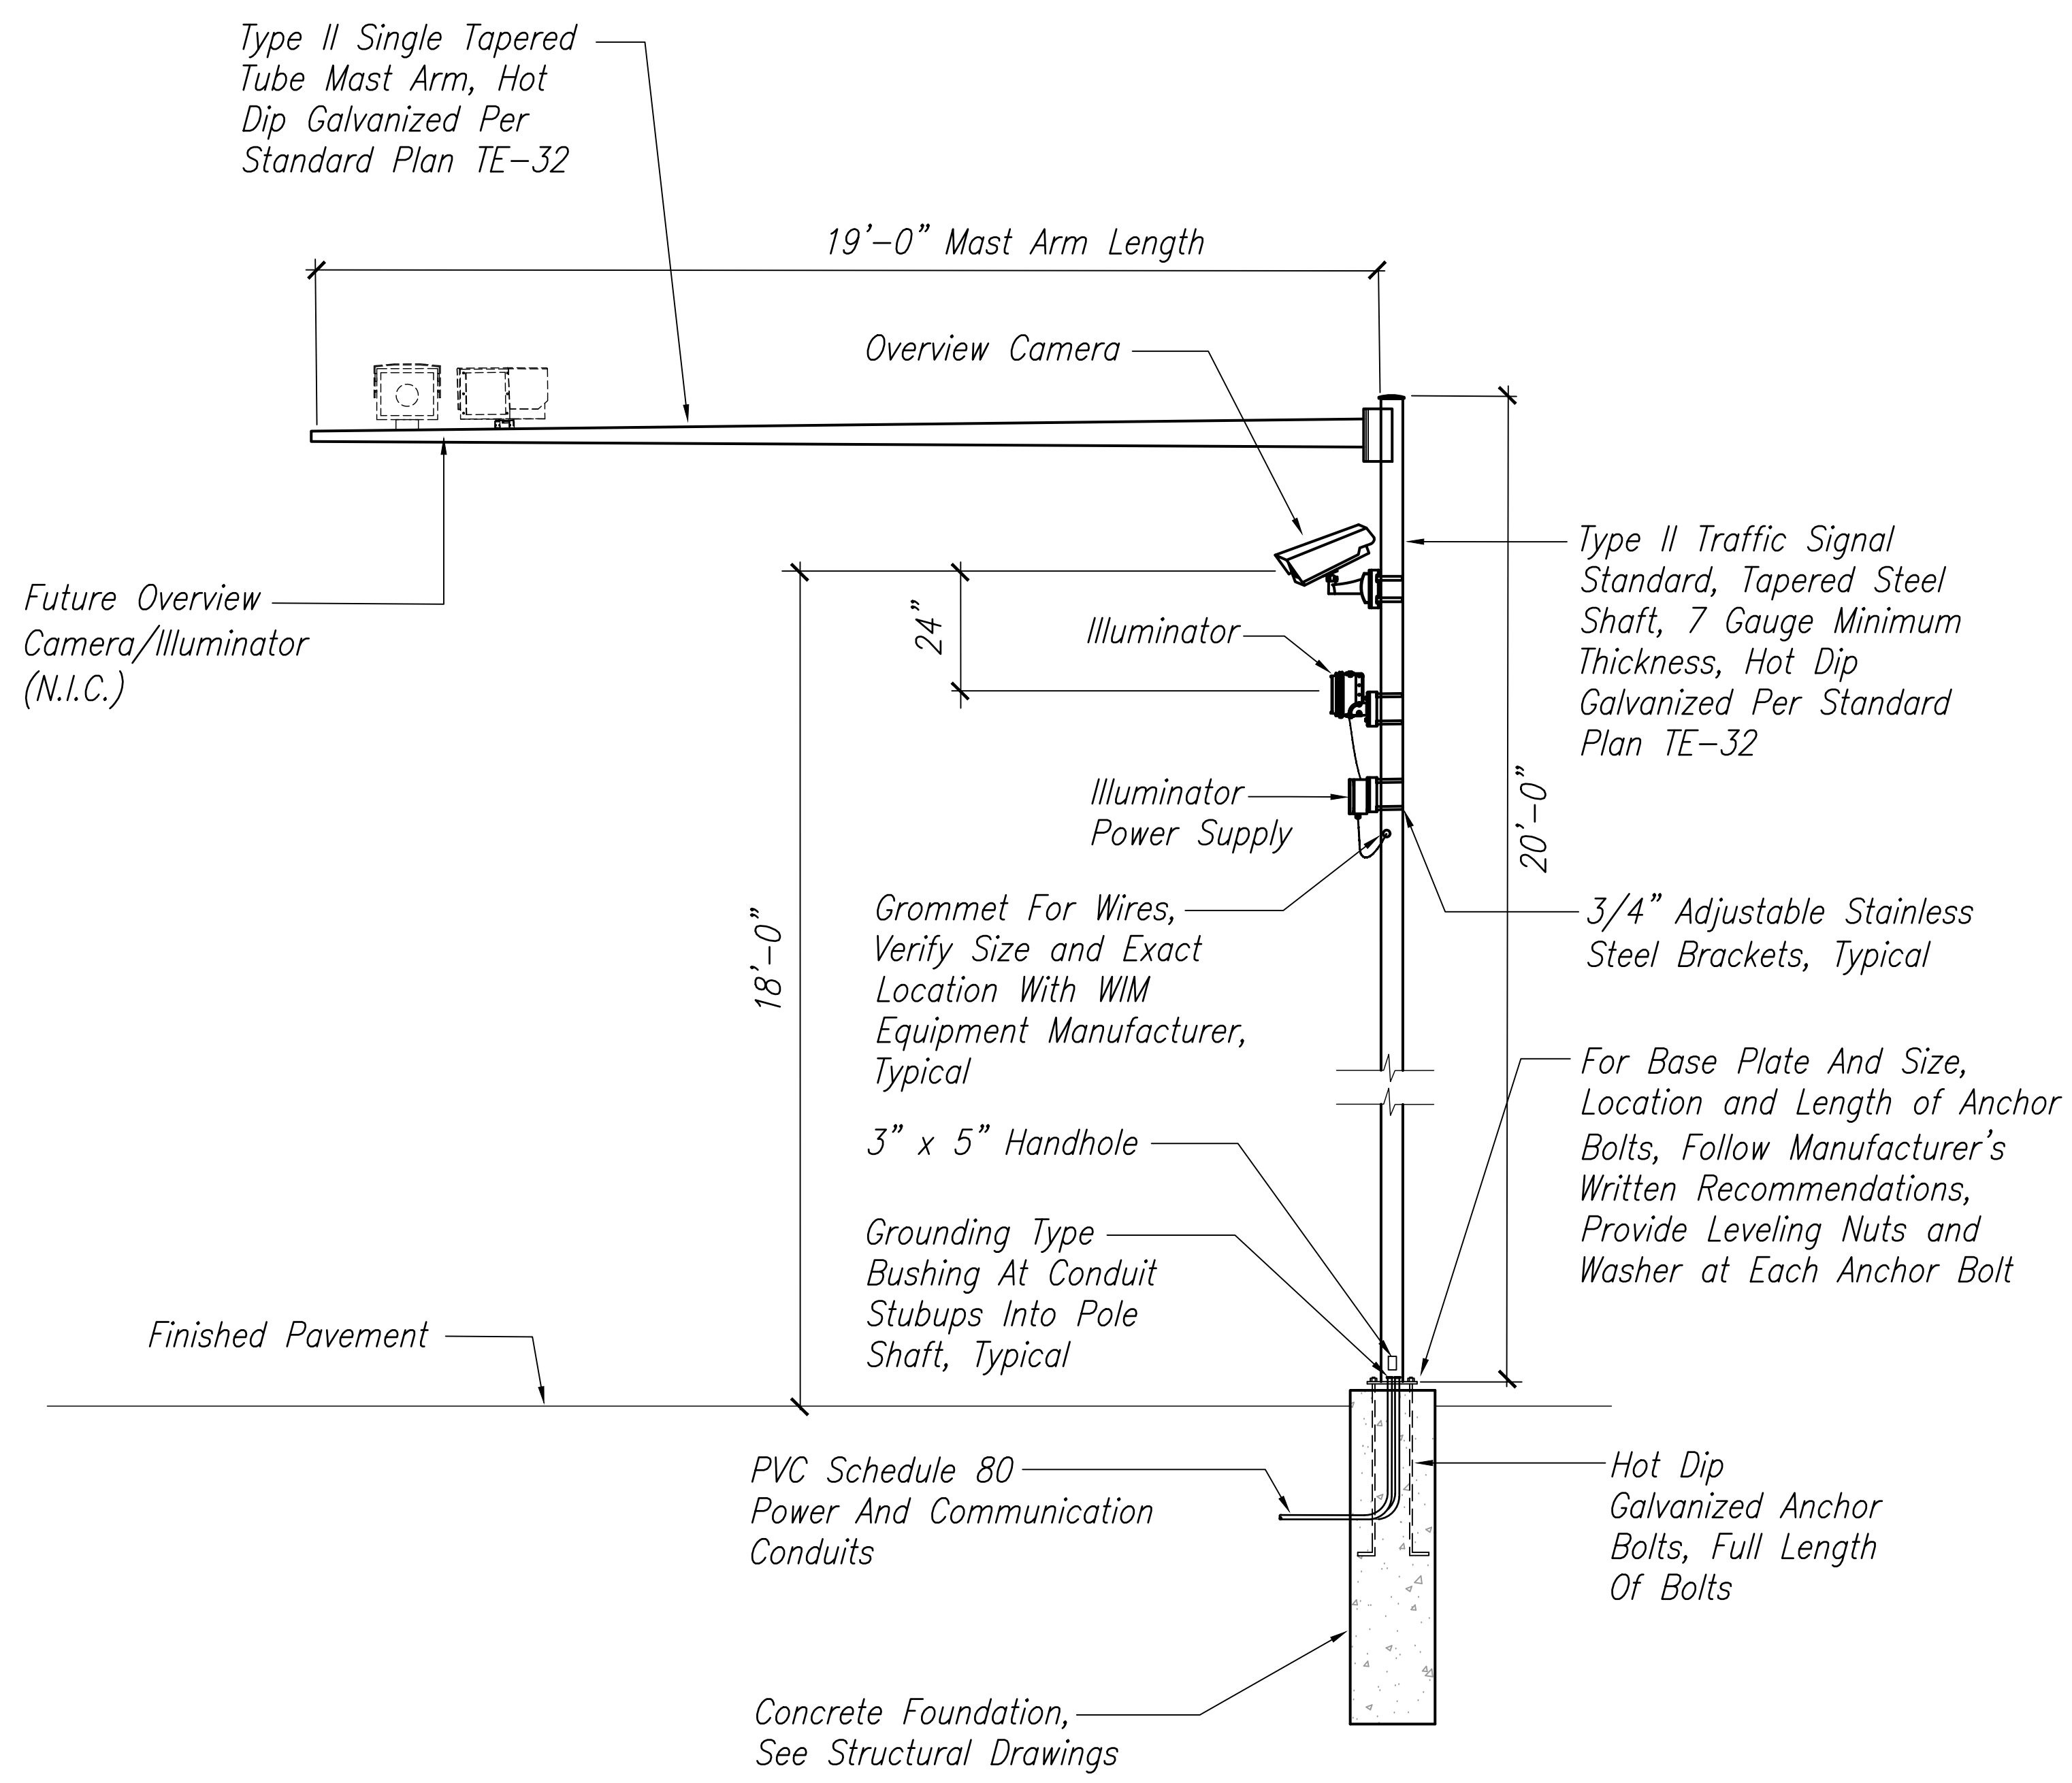 Type II Single Tapered
Tube Mast Arm, Hot
Dip Galvanized Per
Standard Plan TE-32
19'-0" Mast Arm Length
Overview Camera
Future Overview
Camera/Illuminator
(N.I.C.)
24"
Illuminator
Type II Traffic Signal
Standard, Tapered Steel
Shaft, 7 Gauge Minimum
Thickness, Hot Dip
Galvanized Per Standard
Plan TE-32
Illuminator
Power Supply
20'-0"
18'-0"
Grommet For Wires,
Verify Size and Exact
Location With WIM
Equipment Manufacturer,
Typical
3/4" Adjustable Stainless
Steel Brackets, Typical
3" x 5" Handhole
For Base Plate And Size,
Location and Length of Anchor
Bolts, Follow Manufacturer's
Written Recommendations,
Provide Leveling Nuts and
Washer at Each Anchor Bolt
Grounding Type
Bushing At Conduit
Stubups Into Pole
Shaft, Typical
Finished Pavement
PVC Schedule 80
Power And Communication
Conduits
Hot Dip
Galvanized Anchor
Bolts, Full Length
Of Bolts
Concrete Foundation,
See Structural Drawings